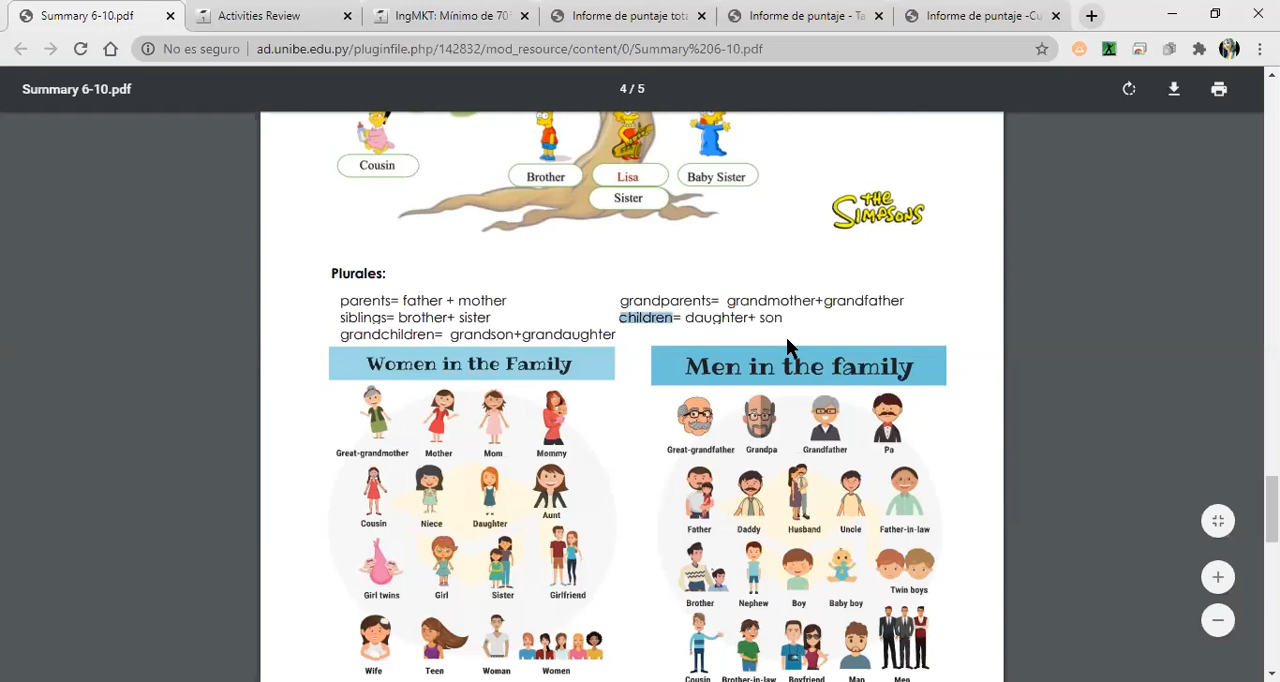 Summary 6-10.pdf
Activities Review
IngMKT: Mínimo de 70
Informe de puntaje tota
Informe de puntaje - Ta
Informe de puntaje -Cu
No es seguro
ad.unibe.edu.py/pluginfile.php/142832/mod_resource/content/0/Summary%206-10.pdf
Summary 6-10.pdf
4 / 5
Cousin
Brother
Lisa
Baby Sister
Sister
THE SIMPSONS
Plurales:
parents= father + mother
grandparents= grandmother+grandfather
siblings= brother+ sister
children= daughter+ son
grandchildren= grandson+grandaughter
Women in the Family
Great-grandmother Mother Mom Mommy
Cousin Niece Daughter Aunt
Girl twins Girl Sister Girlfriend
Wife Teen Woman Women
Men in the family
Great-grandfather Grandpa Grandfather Pa
Father Daddy Husband Uncle Father-in-law
Brother Nephew Boy Baby boy Twin boys
Cousin Brother-in-law Boyfriend Man Men